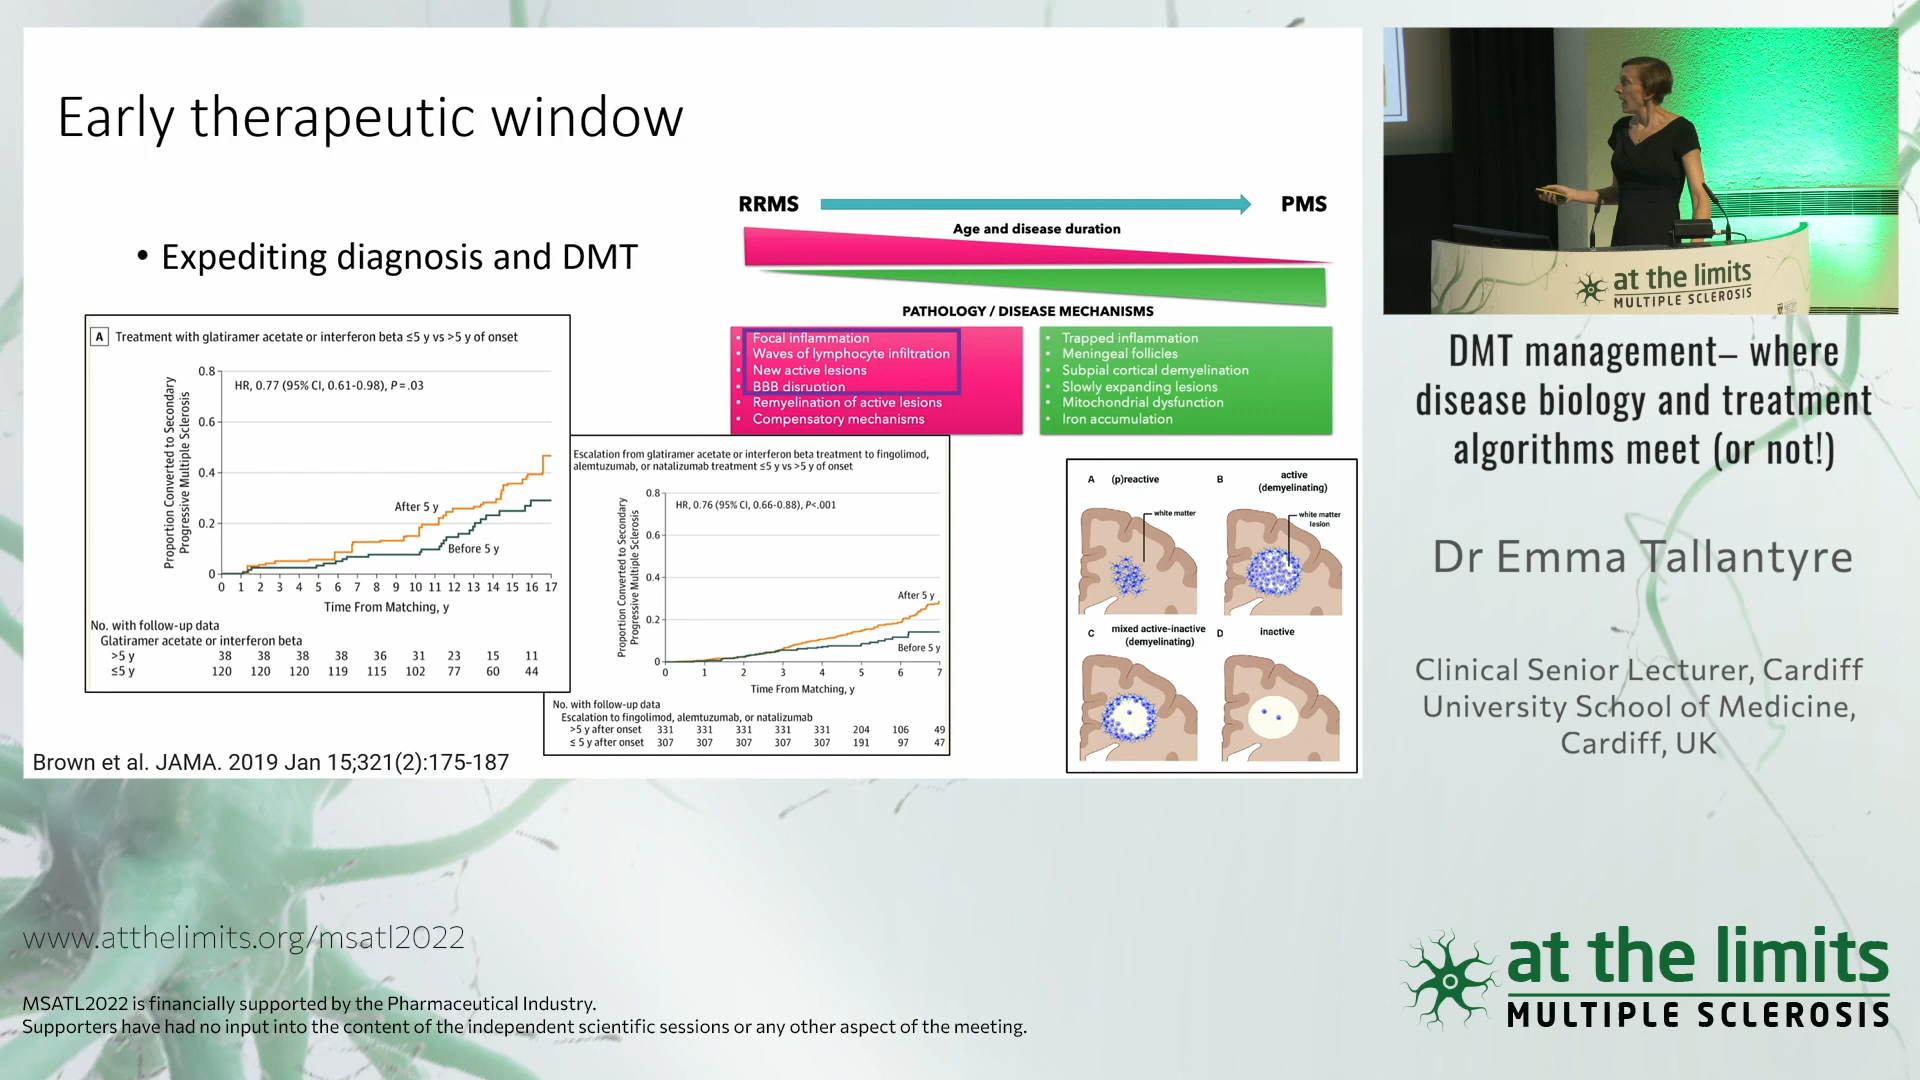 Early therapeutic window
• Expediting diagnosis and DMT
RRMS
PMS
Age and disease duration
PATHOLOGY / DISEASE MECHANISMS
• Focal inflammation
• Waves of lymphocyte infiltration
• New active lesions
• BBB disruption
• Remyelination of active lesions
• Compensatory mechanisms
• Trapped inflammation
• Meningeal follicles
• Subpial cortical demyelination
• Slowly expanding lesions
• Mitochondrial dysfunction
• Iron accumulation
A Treatment with glatiramer acetate or interferon beta ≤5 y vs >5 y of onset
Proportion Converted to Secondary
Progressive Multiple Sclerosis
0.8
0.6
0.4
0.2
0
HR, 0.77 (95% CI, 0.61-0.98), P = .03
After 5 y
Before 5 y
0 1 2 3 4 5 6 7 8 9 10 11 12 13 14 15 16 17
Time From Matching, y
No. with follow-up data
Glatiramer acetate or interferon beta
>5 y 38 38 38 38 36 31 23 15 11
≤5 y 120 120 120 119 115 102 77 60 44
Escalation from glatiramer acetate or interferon beta treatment to fingolimod,
alemtuzumab, or natalizumab treatment ≤5 y vs >5 y of onset
Proportion Converted to Secondary
Progressive Multiple Sclerosis
0.8
0.6
0.4
0.2
0
HR, 0.76 (95% CI, 0.66-0.88), P<.001
After 5 y
Before 5 y
0 1 2 3 4 5 6 7
Time From Matching, y
No. with follow-up data
Escalation to fingolimod, alemtuzumab, or natalizumab
>5 y after onset 331 331 331 331 331 204 106 49
≤ 5 y after onset 307 307 307 307 307 191 97 47
A (p)reactive
white matter
B active
(demyelinating)
white matter
lesion
C mixed active-inactive
(demyelinating)
D inactive
Brown et al. JAMA. 2019 Jan 15;321(2):175-187
at the limits
MULTIPLE SCLEROSIS
DMT management– where
disease biology and treatment
algorithms meet (or not!)
Dr Emma Tallantyre
Clinical Senior Lecturer, Cardiff
University School of Medicine,
Cardiff, UK
www.atthelimits.org/msatl2022
MSATL2022 is financially supported by the Pharmaceutical Industry.
Supporters have had no input into the content of the independent scientific sessions or any other aspect of the meeting.
at the limits
MULTIPLE SCLEROSIS